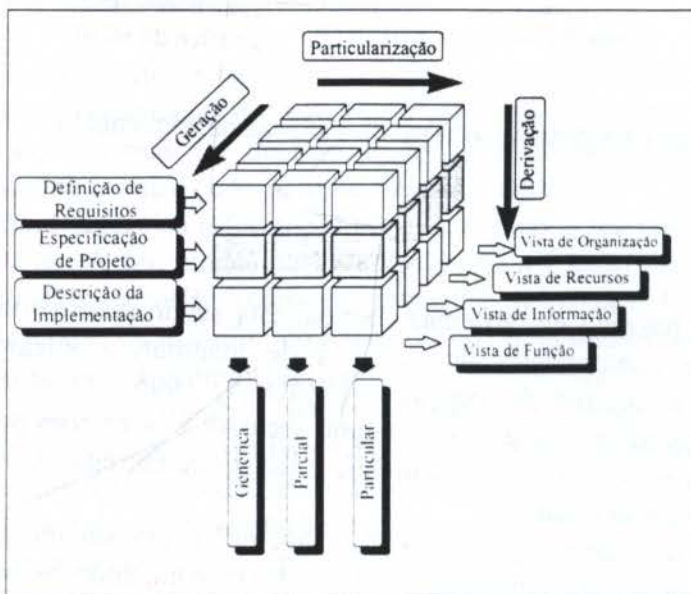 Particularização
Geração
Derivação
Definição de
Requisitos
Especificação
de Projeto
Descrição da
Implementação
Vista de Organização
Vista de Recursos
Vista de Informação
Vista de Função
Genérica
Parcial
Particular